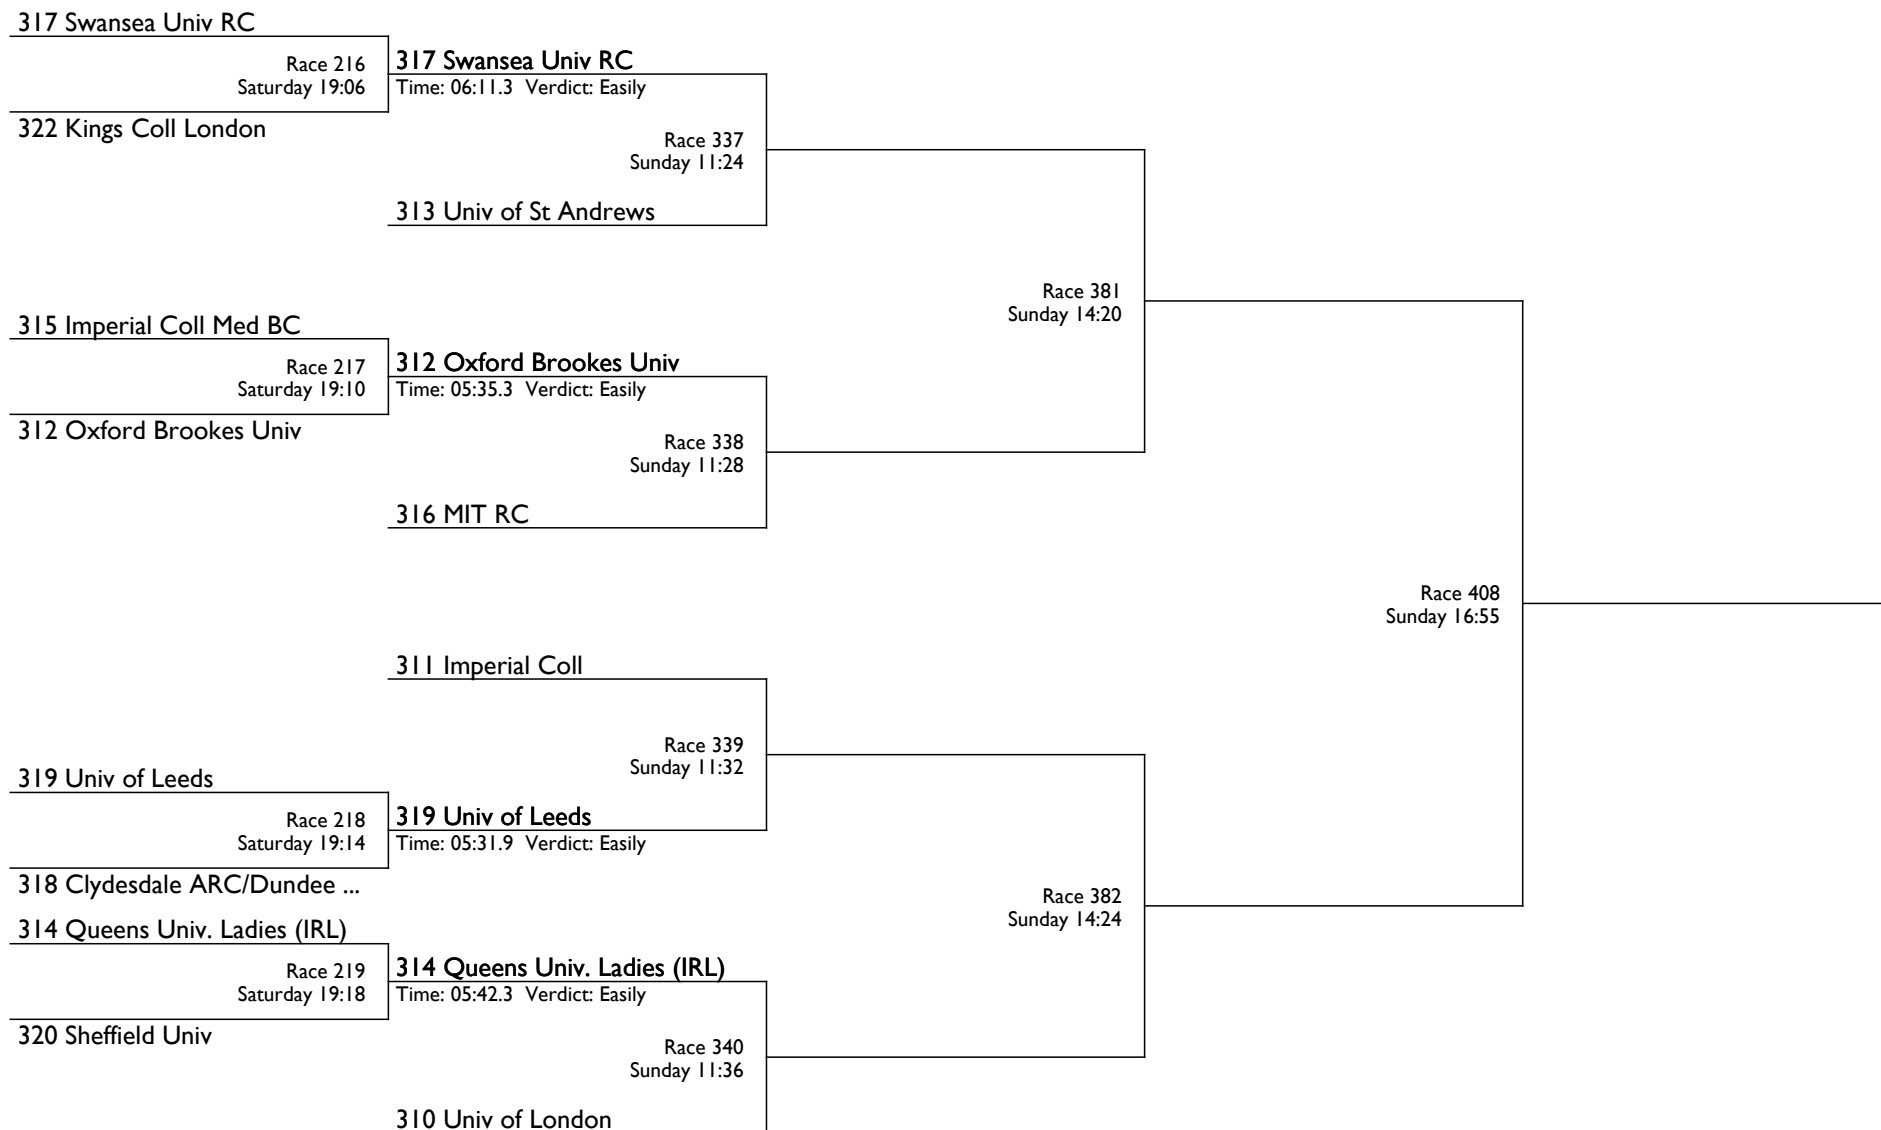 317 Swansea Univ RC
Race 216
Saturday 19:06
322 Kings Coll London
317 Swansea Univ RC
Time: 06:11.3 Verdict: Easily
Race 337
Sunday 11:24
313 Univ of St Andrews
Race 381
Sunday 14:20
315 Imperial Coll Med BC
Race 217
Saturday 19:10
312 Oxford Brookes Univ
312 Oxford Brookes Univ
Time: 05:35.3 Verdict: Easily
Race 338
Sunday 11:28
316 MIT RC
Race 408
Sunday 16:55
311 Imperial Coll
Race 339
Sunday 11:32
319 Univ of Leeds
Race 218
Saturday 19:14
318 Clydesdale ARC/Dundee ...
319 Univ of Leeds
Time: 05:31.9 Verdict: Easily
Race 382
Sunday 14:24
314 Queens Univ. Ladies (IRL)
Race 219
Saturday 19:18
320 Sheffield Univ
314 Queens Univ. Ladies (IRL)
Time: 05:42.3 Verdict: Easily
Race 340
Sunday 11:36
310 Univ of London